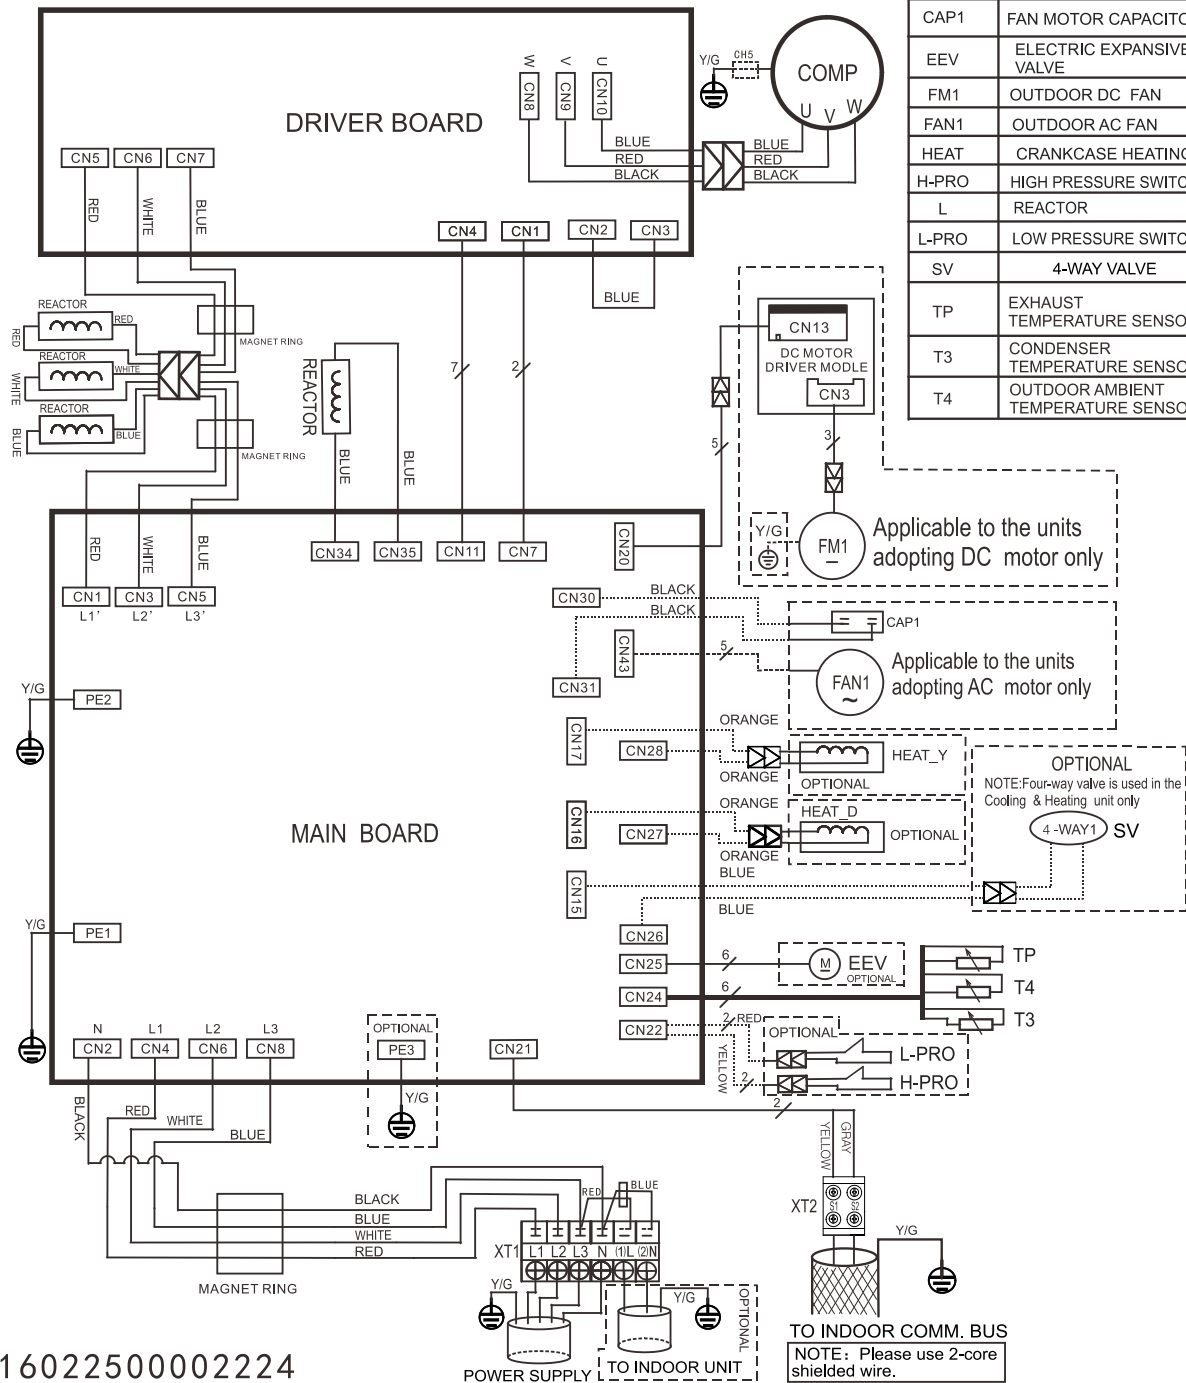 DRIVER BOARD
CN5
CN6
CN7
RED
WHITE
BLUE
W
V
U
CN8
CN9
CN10
BLUE
RED
BLACK
BLUE
RED
BLACK
Y/G
CH5
COMP
U
V
W
CN4
CN1
CN2
CN3
BLUE
CAP1
EEV
ELECTRIC EXPANSIVE
VALVE
FM1
OUTDOOR DC FAN
FAN1
OUTDOOR AC FAN
HEAT
CRANKCASE
H-PRO
HIGH PRESSURE
L
REACTOR
L-PRO
LOW PRESSURE
SV
4-WAY VALVE
TP
EXHAUST
TEMPERATURE
T3
CONDENSER
TEMPERATURE
T4
OUTDOOR AMBIENT
TEMPERATURE
FAN MOTOR
REACTOR
RED
RED
REACTOR
WHITE
WHITE
REACTOR
BLUE
BLUE
MAGNET RING
MAGNET RING
REACTOR
BLUE
BLUE
7
2
5
CN13
DC MOTOR
DRIVER MODLE
CN3
3
Y/G
FM1
Applicable to the units
adopting DC motor only
MAIN BOARD
RED
WHITE
BLUE
CN1
CN3
CN5
L1'
L2'
L3'
CN34
CN35
CN11
CN7
CN20
CN30
BLACK
BLACK
CAP1
CN43
5
CN31
FAN1
~
Applicable to the units
adopting AC motor only
Y/G
PE2
CN17
CN28
ORANGE
ORANGE
HEAT_Y
OPTIONAL
CN16
CN27
ORANGE
ORANGE
HEAT_D
OPTIONAL
OPTIONAL
NOTE:Four-way valve is used in the
Cooling & Heating unit only
4 -WAY1
SV
CN15
BLUE
BLUE
CN26
Y/G
PE1
CN25
6
M
EEV
OPTIONAL
CN24
6
TP
T4
T3
CN22
2
RED
YELLOW
2
OPTIONAL
L-PRO
H-PRO
N
L1
L2
L3
CN2
CN4
CN6
CN8
OPTIONAL
PE3
Y/G
CN21
2
BLACK
RED
WHITE
BLUE
BLACK
BLUE
WHITE
RED
MAGNET RING
RED
BLUE
XT1
L1
L2
L3
N
(1)L
(2)N
Y/G
Y/G
OPTIONAL
POWER SUPPLY
TO INDOOR UNIT
YELLOW
GRAY
XT2
Y/G
TO INDOOR COMM. BUS
NOTE: Please use 2-core
shielded wire.
16022500002224